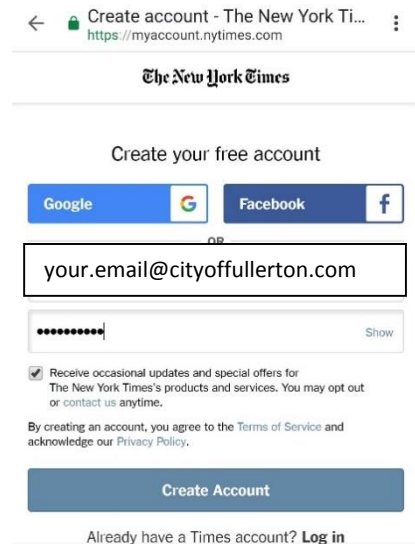 Create account - The New York Ti...
https://myaccount.nytimes.com
The New York Times
Create your free account
Google G Facebook f
OR
your.email@cityoffullerton.com
•••••••••• Show
Receive occasional updates and special offers for
The New York Times's products and services. You may opt out
or contact us anytime.
By creating an account, you agree to the Terms of Service and
acknowledge our Privacy Policy.
Create Account
Already have a Times account? Log in